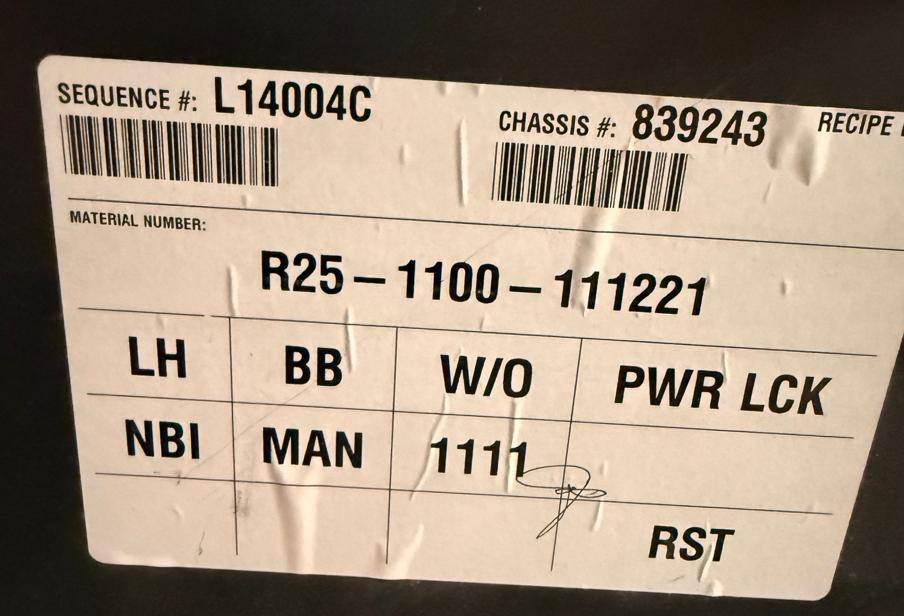 SEQUENCE #: L14004C
CHASSIS #: 839243
RECIPE
MATERIAL NUMBER:
R25-1100-111221
LH BB W/O PWR LCK
NBI MAN 1111
RST